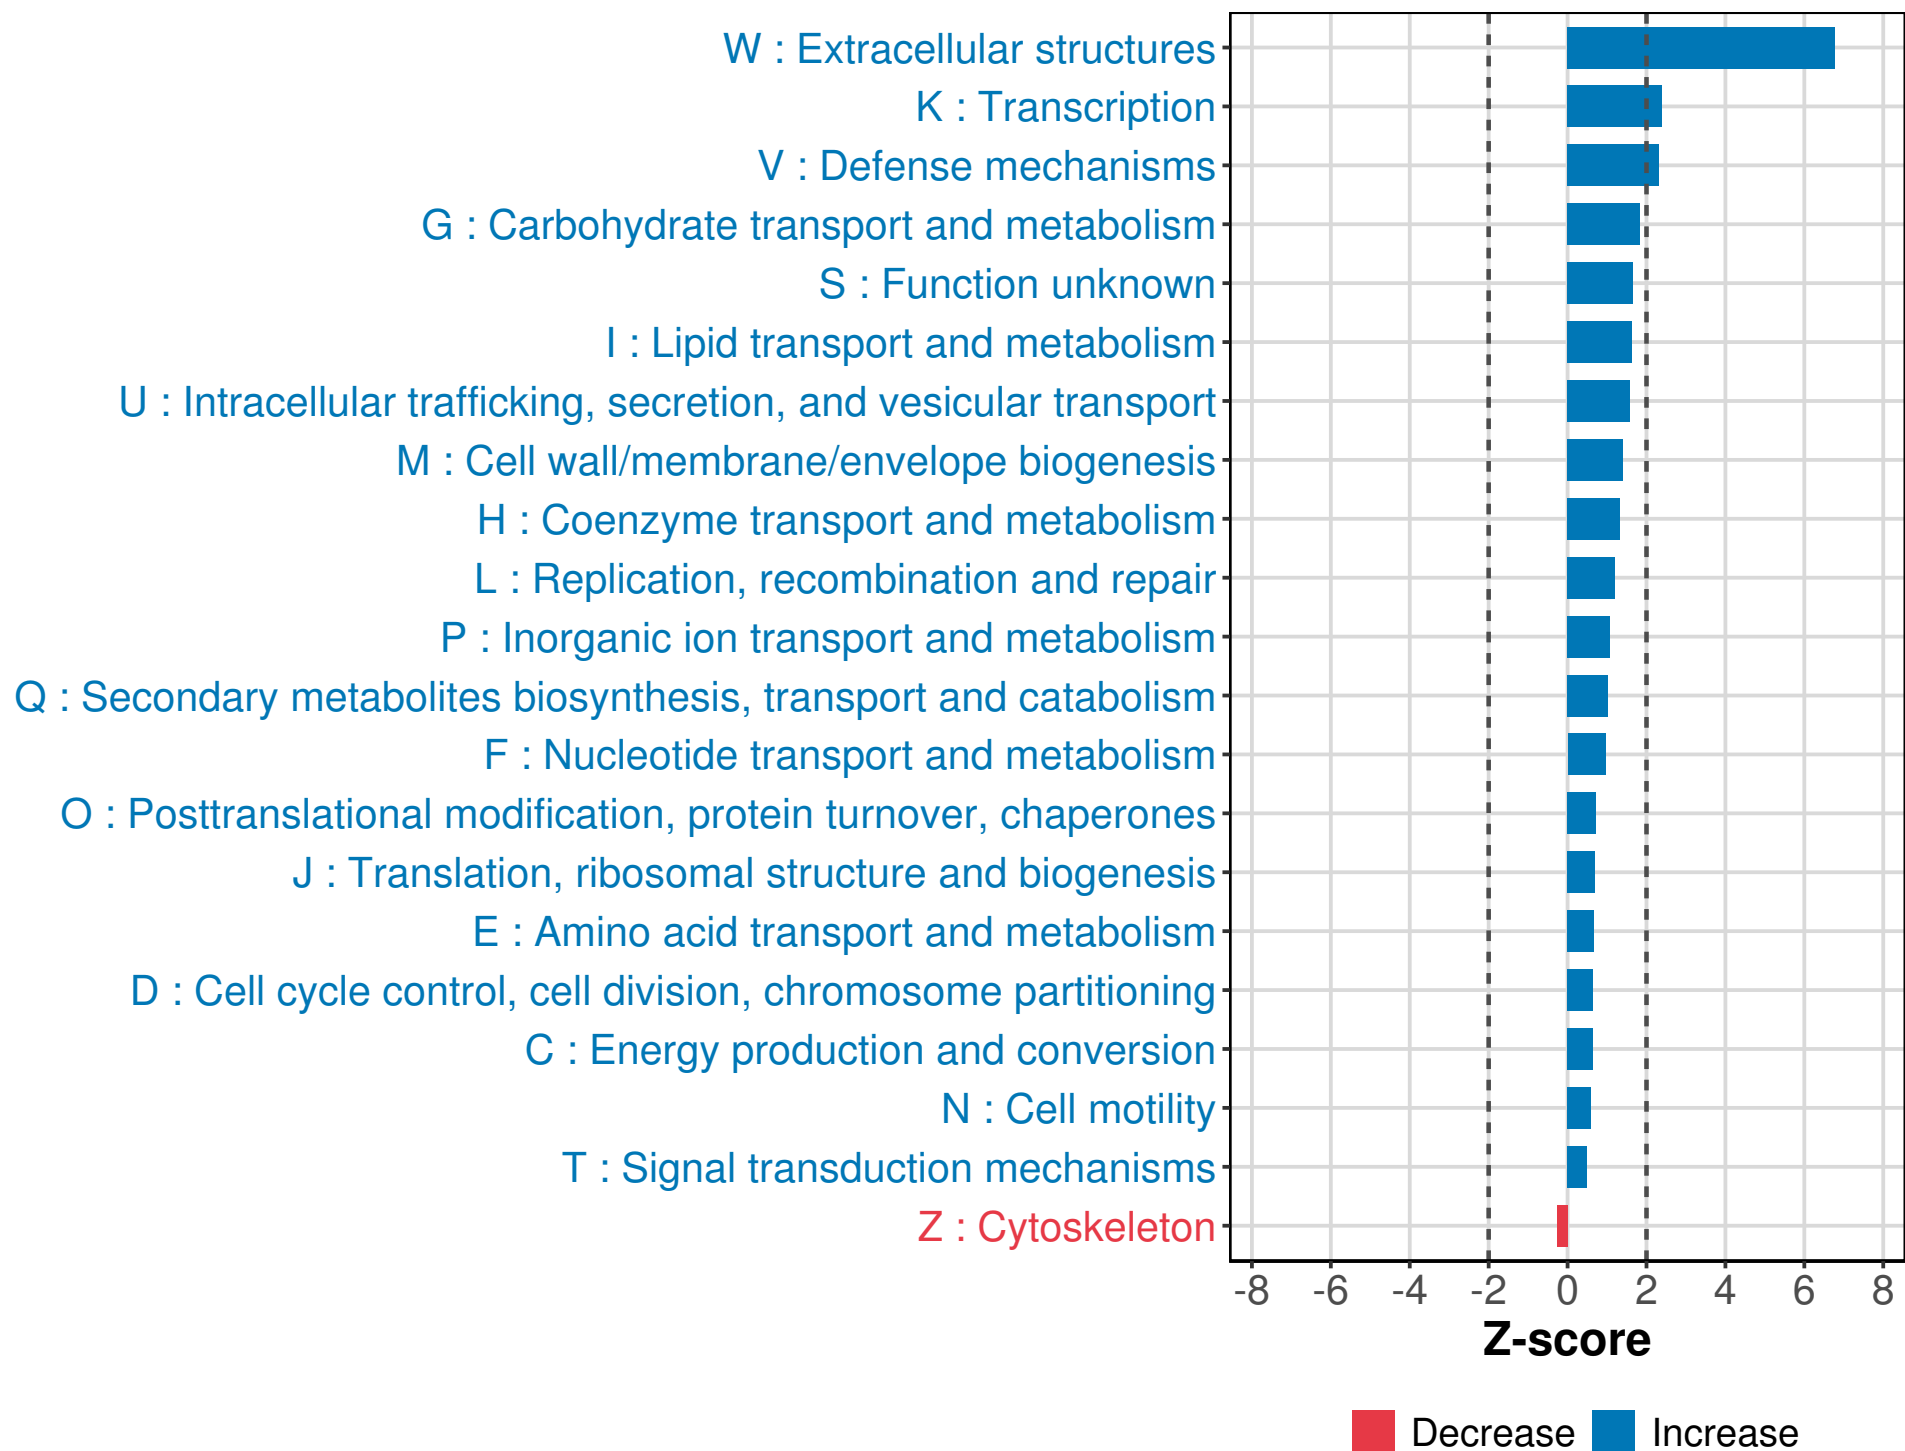 W : Extracellular structures
K : Transcription
V : Defense mechanisms
G : Carbohydrate transport and metabolism
S : Function unknown
I : Lipid transport and metabolism
U : Intracellular trafficking, secretion, and vesicular transport
M : Cell wall/membrane/envelope biogenesis
H : Coenzyme transport and metabolism
L : Replication, recombination and repair
P : Inorganic ion transport and metabolism
Q : Secondary metabolites biosynthesis, transport and catabolism
F : Nucleotide transport and metabolism
O : Posttranslational modification, protein turnover, chaperones
J : Translation, ribosomal structure and biogenesis
E : Amino acid transport and metabolism
D : Cell cycle control, cell division, chromosome partitioning
C : Energy production and conversion
N : Cell motility
T : Signal transduction mechanisms
Z : Cytoskeleton
-8 -6 -4 -2 0 2 4 6 8
Z-score
Decrease Increase